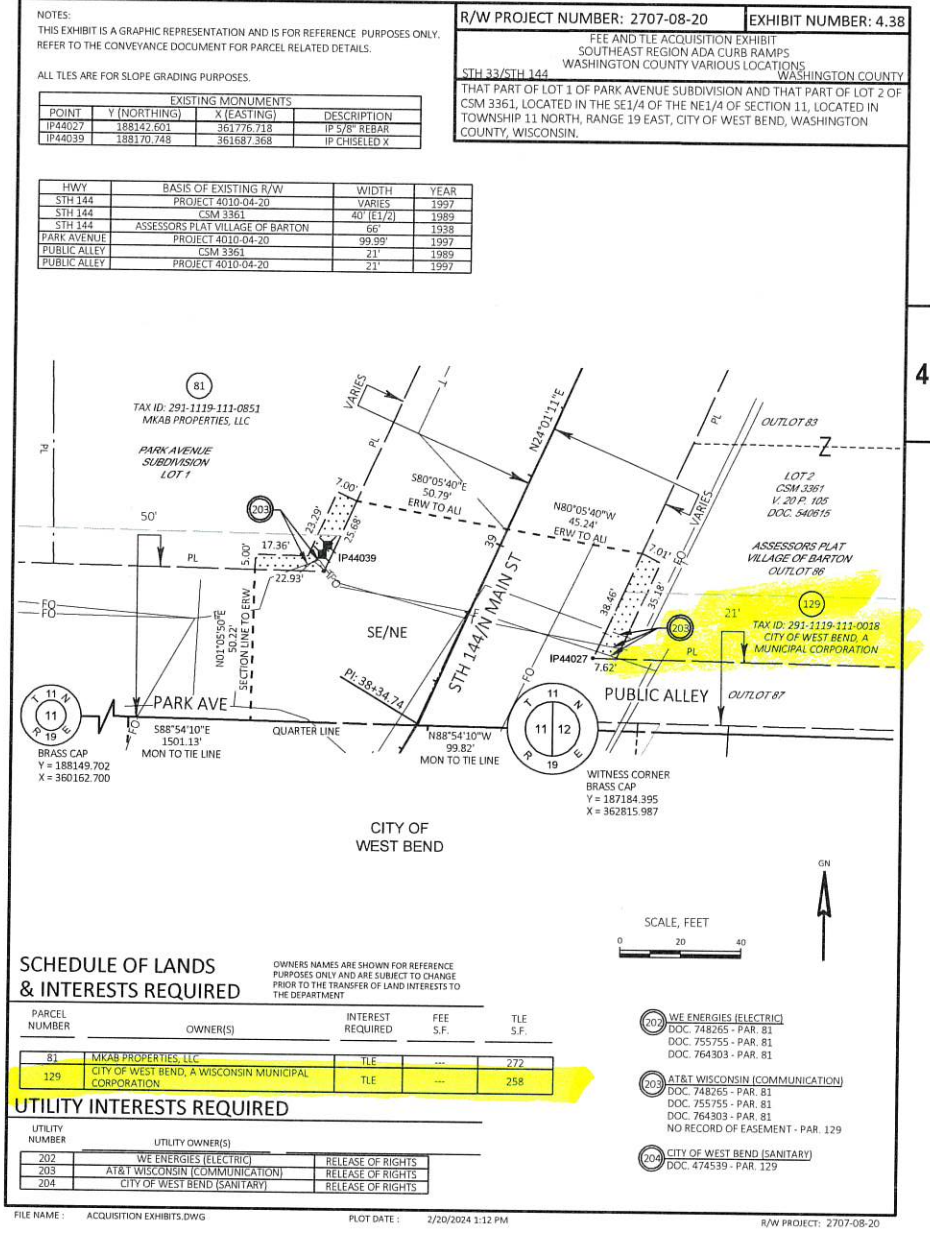 NOTES:
THIS EXHIBIT IS A GRAPHIC REPRESENTATION AND IS FOR REFERENCE PURPOSES ONLY.
REFER TO THE CONVEYANCE DOCUMENT FOR PARCEL RELATED DETAILS.
ALL TLES ARE FOR SLOPE GRADING PURPOSES.
R/W PROJECT NUMBER: 2707-08-20 EXHIBIT NUMBER: 4.38
FEE AND TLE ACQUISITION EXHIBIT
SOUTHEAST REGION ADA CURB RAMPS
WASHINGTON COUNTY VARIOUS LOCATIONS
STH 33/STH 144 WASHINGTON COUNTY
THAT PART OF LOT 1 OF PARK AVENUE SUBDIVISION AND THAT PART OF LOT 2 OF
CSM 3361, LOCATED IN THE SE1/4 OF THE NE1/4 OF SECTION 11, LOCATED IN
TOWNSHIP 11 NORTH, RANGE 19 EAST, CITY OF WEST BEND, WASHINGTON
COUNTY, WISCONSIN.
EXISTING MONUMENTS
POINT Y (NORTHING) X (EASTING) DESCRIPTION
IP44027 188142.601 361776.718 IP 5/8" REBAR
IP44039 188170.748 361687.368 IP CHISELED X
HWY BASIS OF EXISTING R/W WIDTH YEAR
STH 144 PROJECT 4010-04-20 VARIES 1997
STH 144 CSM 3361 40' (E1/2) 1989
STH 144 ASSESSORS PLAT VILLAGE OF BARTON 66' 1938
PARK AVENUE PROJECT 4010-04-20 99.99' 1997
PUBLIC ALLEY CSM 3361 21' 1989
PUBLIC ALLEY PROJECT 4010-04-20 21' 1997
4
81
TAX ID: 291-1119-111-0851
MKAB PROPERTIES, LLC
PARK AVENUE
SUBDIVISION
LOT 1
PL
50'
PL
203
VARIES
T
PL
7.00'
23.29'
25.68'
17.36'
5.00'
22.93'
IP44039
TPO
S80°05'40"E
50.79'
ERW TO ALI
N24°01'11"E
N80°05'40"W
45.24'
ERW TO ALI
39
VARIES
PL
FO
7.01'
38.46'
35.18'
IP44027
7.62'
203
PL
OUTLOT 83
Z
LOT 2
CSM 3361
V. 20 P. 105
DOC. 540615
ASSESSORS PLAT
VILLAGE OF BARTON
OUTLOT 86
129
21'
TAX ID: 291-1119-111-0018
CITY OF WEST BEND, A
MUNICIPAL CORPORATION
FO
FO
N01°05'50"E
50.22'
SECTION LINE TO ERW
SE/NE
STH 144/N MAIN ST
FO
PI: 38+34.74
PUBLIC ALLEY
OUTLOT 87
PARK AVE
FO
T 11 N
11
R 19 E
S88°54'10"E
1501.13'
MON TO TIE LINE
QUARTER LINE
N88°54'10"W
99.82'
MON TO TIE LINE
T 11 N
11 12
R 19 E
BRASS CAP
Y = 188149.702
X = 360162.700
WITNESS CORNER
BRASS CAP
Y = 187184.395
X = 362815.987
CITY OF
WEST BEND
GN
SCALE, FEET
0 20 40
SCHEDULE OF LANDS
& INTERESTS REQUIRED
OWNERS NAMES ARE SHOWN FOR REFERENCE
PURPOSES ONLY AND ARE SUBJECT TO CHANGE
PRIOR TO THE TRANSFER OF LAND INTERESTS TO
THE DEPARTMENT
PARCEL NUMBER OWNER(S) INTEREST REQUIRED FEE S.F. TLE S.F.
81 MKAB PROPERTIES, LLC TLE --- 272
129 CITY OF WEST BEND, A WISCONSIN MUNICIPAL CORPORATION TLE --- 258
UTILITY INTERESTS REQUIRED
UTILITY NUMBER UTILITY OWNER(S)
202 WE ENERGIES (ELECTRIC) RELEASE OF RIGHTS
203 AT&T WISCONSIN (COMMUNICATION) RELEASE OF RIGHTS
204 CITY OF WEST BEND (SANITARY) RELEASE OF RIGHTS
202 WE ENERGIES (ELECTRIC)
DOC. 748265 - PAR. 81
DOC. 755755 - PAR. 81
DOC. 764303 - PAR. 81
203 AT&T WISCONSIN (COMMUNICATION)
DOC. 748265 - PAR. 81
DOC. 755755 - PAR. 81
DOC. 764303 - PAR. 81
NO RECORD OF EASEMENT - PAR. 129
204 CITY OF WEST BEND (SANITARY)
DOC. 474539 - PAR. 129
FILE NAME : ACQUISITION EXHIBITS.DWG PLOT DATE : 2/20/2024 1:12 PM R/W PROJECT: 2707-08-20